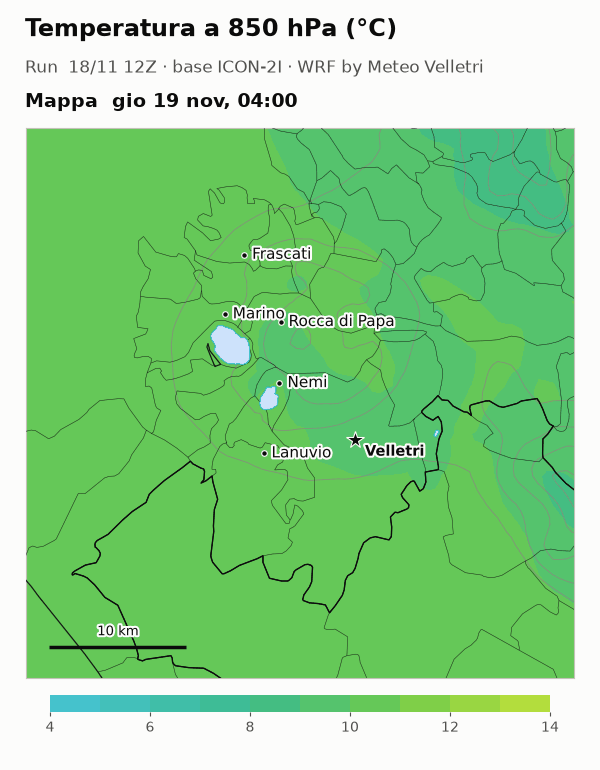 Temperatura a 850 hPa (°C)
Run  18/11 12Z · base ICON-2I · WRF by Meteo Velletri
Mappa  gio 19 nov, 04:00
Frascati
Marino
Rocca di Papa
Nemi
Velletri
Lanuvio
10 km
4 6 8 10 12 14